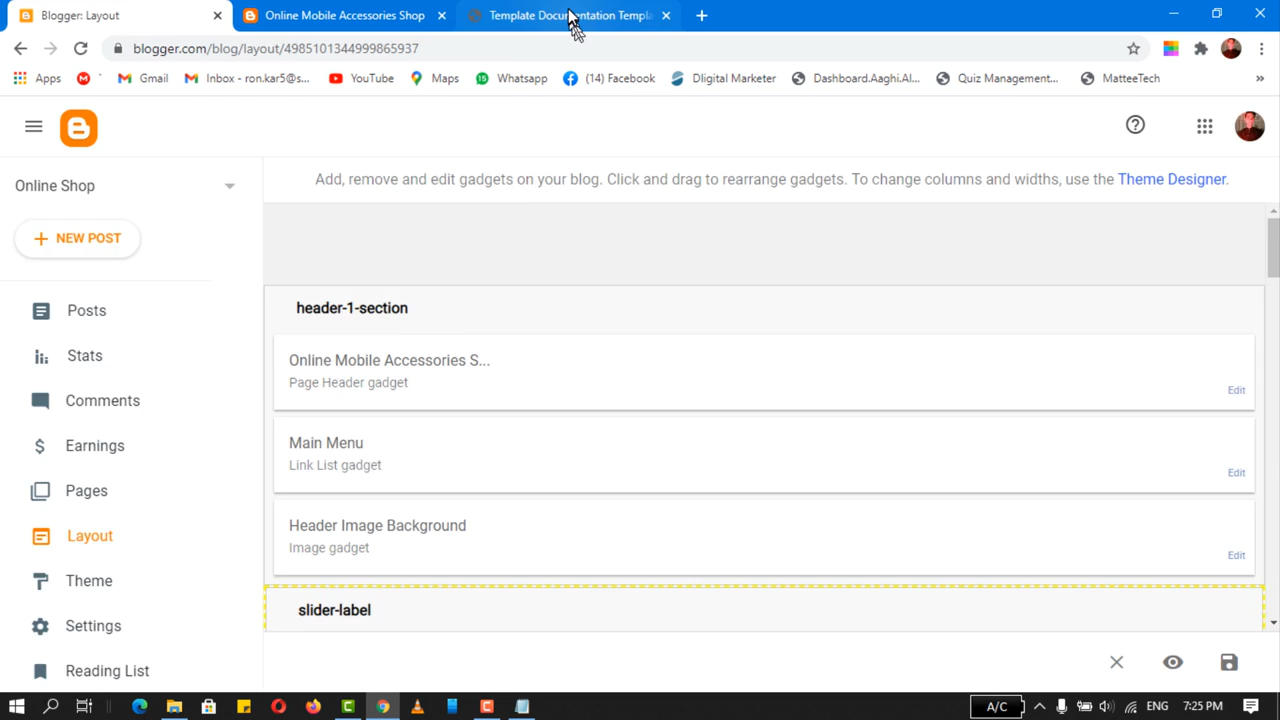 Blogger: Layout
Online Mobile Accessories Shop
Template Documentation Templa
blogger.com/blog/layout/4985101344999865937
Apps
Gmail
Inbox - ron.kar5@s...
YouTube
Maps
Whatsapp
(14) Facebook
DIigital Marketer
Dashboard.Aaghi.Al...
Quiz Management...
MatteeTech
»
Online Shop
Add, remove and edit gadgets on your blog. Click and drag to rearrange gadgets. To change columns and widths, use the Theme Designer.
NEW POST
Posts
Stats
Comments
Earnings
Pages
Layout
Theme
Settings
Reading List
header-1-section
Online Mobile Accessories S...
Page Header gadget
Edit
Main Menu
Link List gadget
Edit
Header Image Background
Image gadget
Edit
slider-label
A/C
ENG
7:25 PM